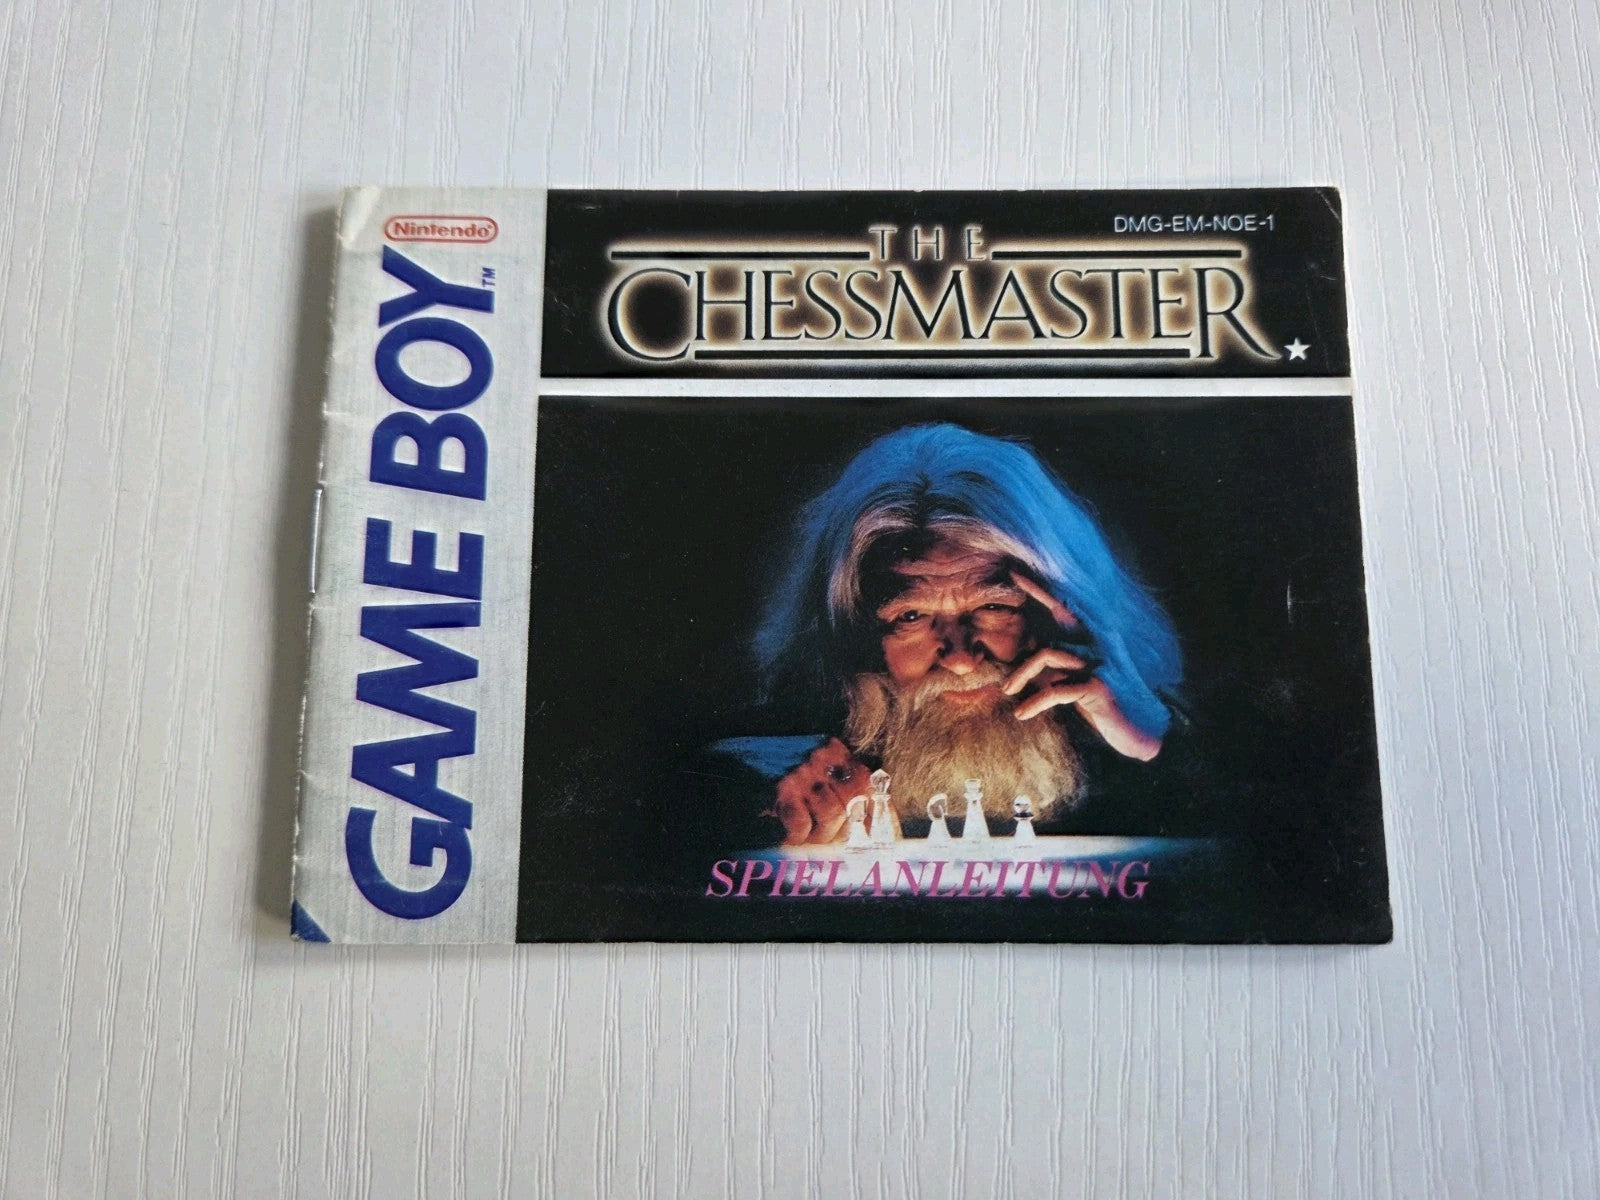 Nintendo®
GAME BOY™
DMG-EM-NOE-1
THE
CHESSMASTER
SPIELANLEITUNG